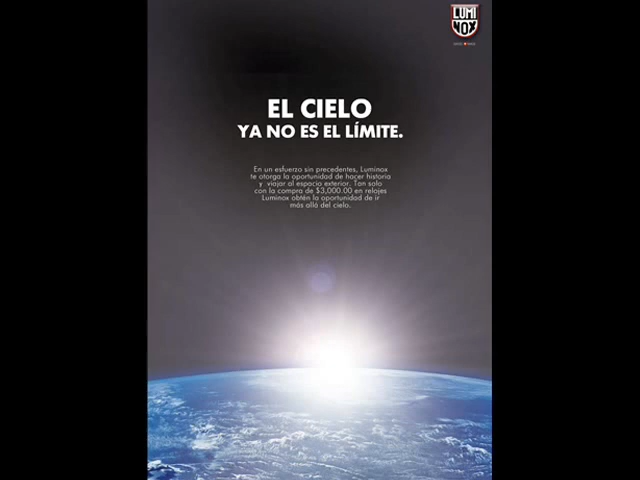 LUMI
NOX
EL CIELO
YA NO ES EL LÍMITE.
En un esfuerzo sin precedentes, Luminox
te otorga la oportunidad de hacer historia
y viajar al espacio exterior. Tan solo
con la compra de $3,000.00 en relojes
Luminox obtén la oportunidad de ir
más allá del cielo.